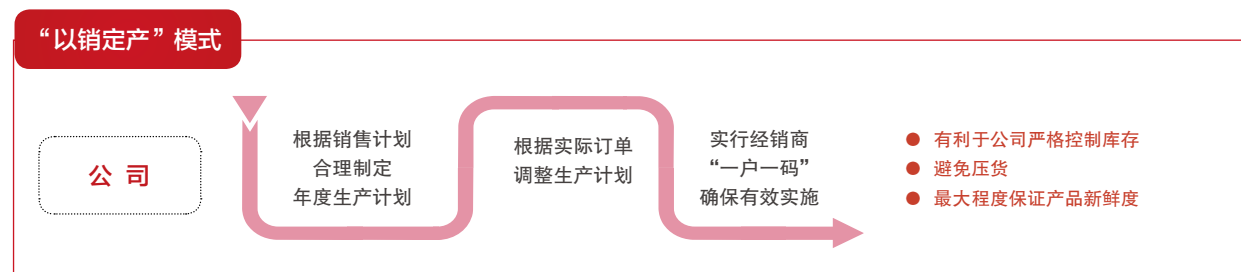 “以销定产”模式
公 司
根据销售计划
合理制定
年度生产计划
根据实际订单
调整生产计划
实行经销商
“一户一码”
确保有效实施
● 有利于公司严格控制库存
● 避免压货
● 最大程度保证产品新鲜度